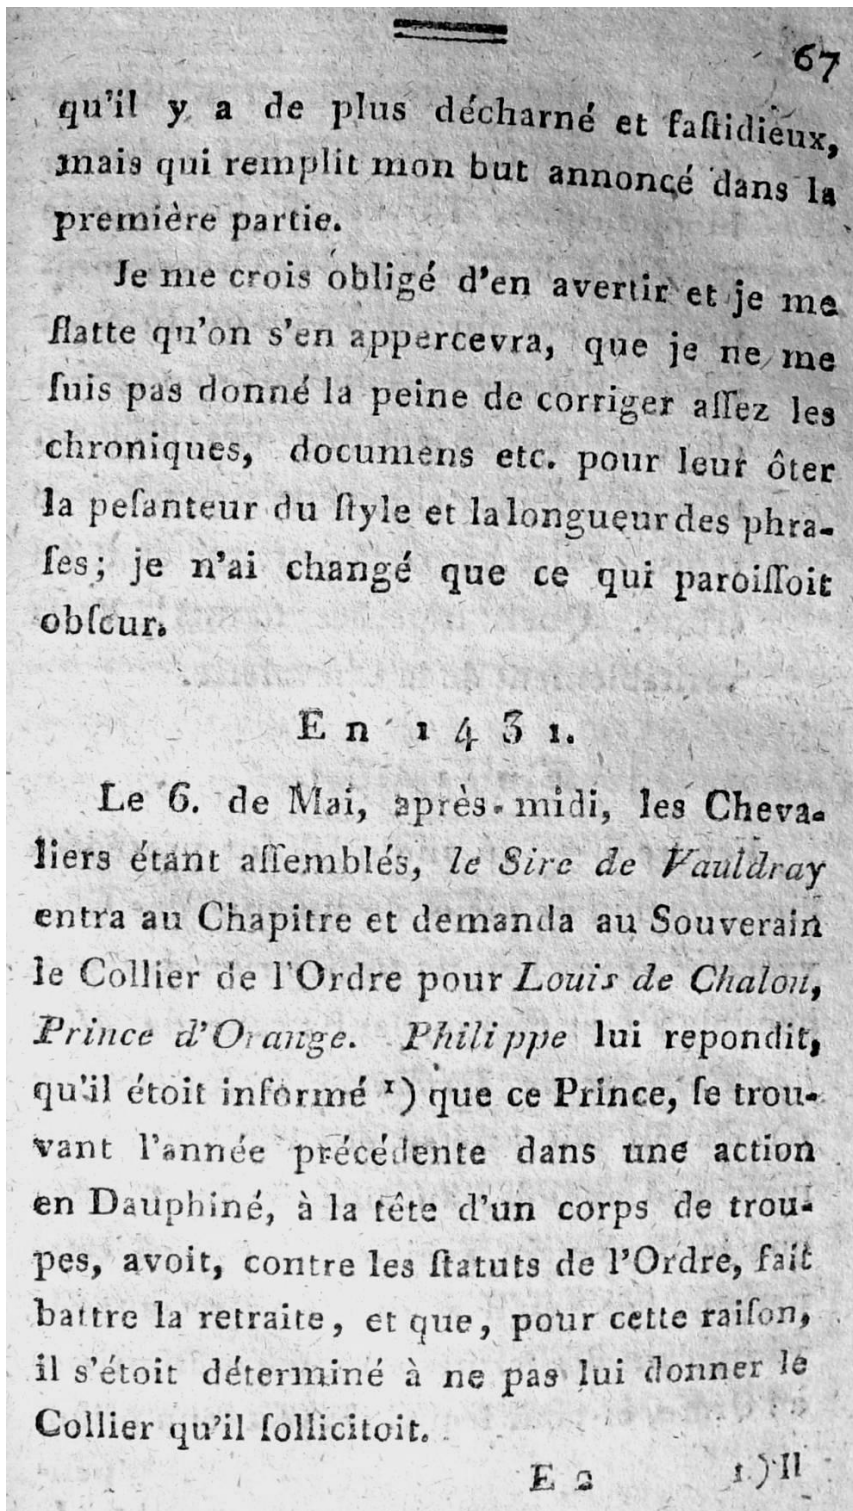 67
qu'il y a de plus décharné et faſtidieux,
mais qui remplit mon but annoncé dans la
première partie.
Je me crois obligé d'en avertir et je me
flatte qu'on s'en appercevra, que je ne me
ſuis pas donné la peine de corriger aſſez les
chroniques, documens etc. pour leur ôter
la peſanteur du ſtyle et la longueur des phra-
ſes; je n'ai changé que ce qui paroiſſoit
obſcur.
En 1431.
Le 6. de Mai, après-midi, les Cheva-
liers étant aſſemblés, le Sire de Vauldray
entra au Chapitre et demanda au Souverain
le Collier de l'Ordre pour Louis de Chalon,
Prince d'Orange. Philippe lui repondit,
qu'il étoit informé 1) que ce Prince, ſe trou-
vant l'année précédente dans une action
en Dauphiné, à la tête d'un corps de trou-
pes, avoit, contre les ſtatuts de l'Ordre, fait
battre la retraite, et que, pour cette raiſon,
il s'étoit déterminé à ne pas lui donner le
Collier qu'il ſollicitoit.
E 2 1) Il